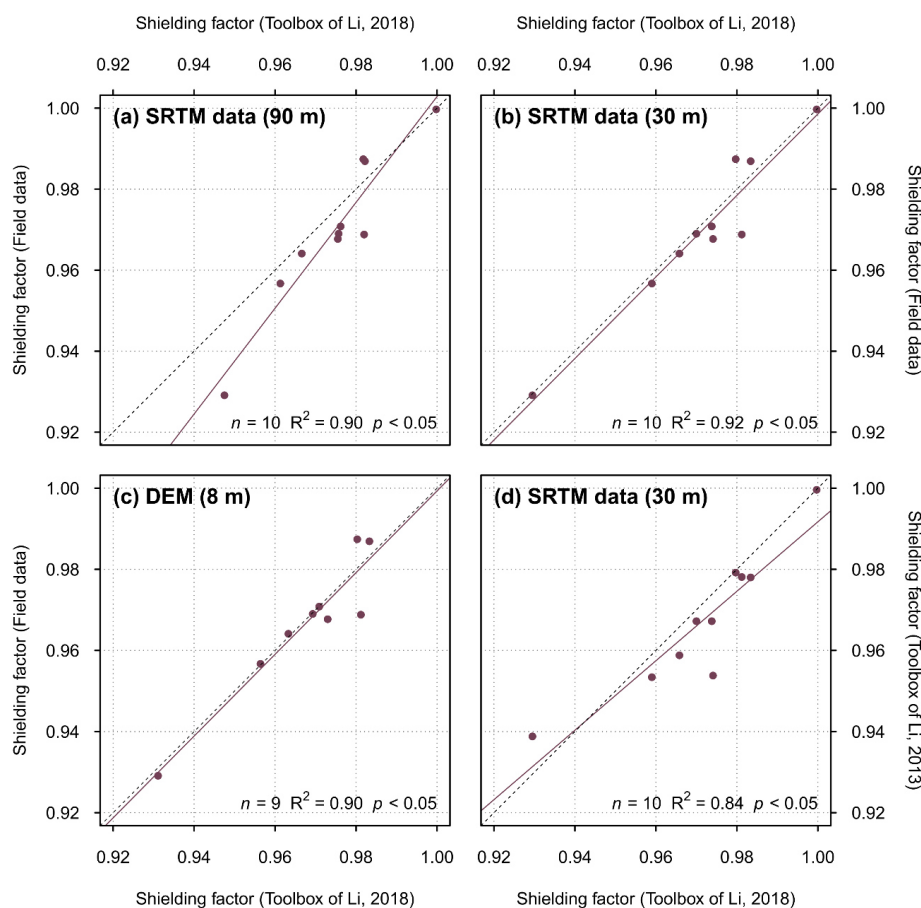 Shielding factor (Toolbox of Li, 2018) Shielding factor (Toolbox of Li, 2018)
0.92 0.94 0.96 0.98 1.00 0.92 0.94 0.96 0.98 1.00
(a) SRTM data (90 m)
1.00
0.98
0.96
0.94
0.92
Shielding factor (Field data)
n = 10 R² = 0.90 p < 0.05
(b) SRTM data (30 m)
1.00
0.98
0.96
0.94
0.92
Shielding factor (Field data)
n = 10 R² = 0.92 p < 0.05
(c) DEM (8 m)
1.00
0.98
0.96
0.94
0.92
Shielding factor (Field data)
n = 9 R² = 0.90 p < 0.05
(d) SRTM data (30 m)
1.00
0.98
0.96
0.94
0.92
Shielding factor (Toolbox of Li, 2013)
n = 10 R² = 0.84 p < 0.05
0.92 0.94 0.96 0.98 1.00 0.92 0.94 0.96 0.98 1.00
Shielding factor (Toolbox of Li, 2018) Shielding factor (Toolbox of Li, 2018)